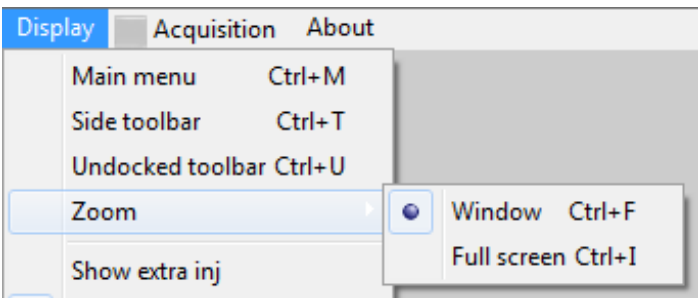 Display Acquisition About
Main menu Ctrl+M
Side toolbar Ctrl+T
Undocked toolbar Ctrl+U
Zoom
Window Ctrl+F
Full screen Ctrl+I
Show extra inj